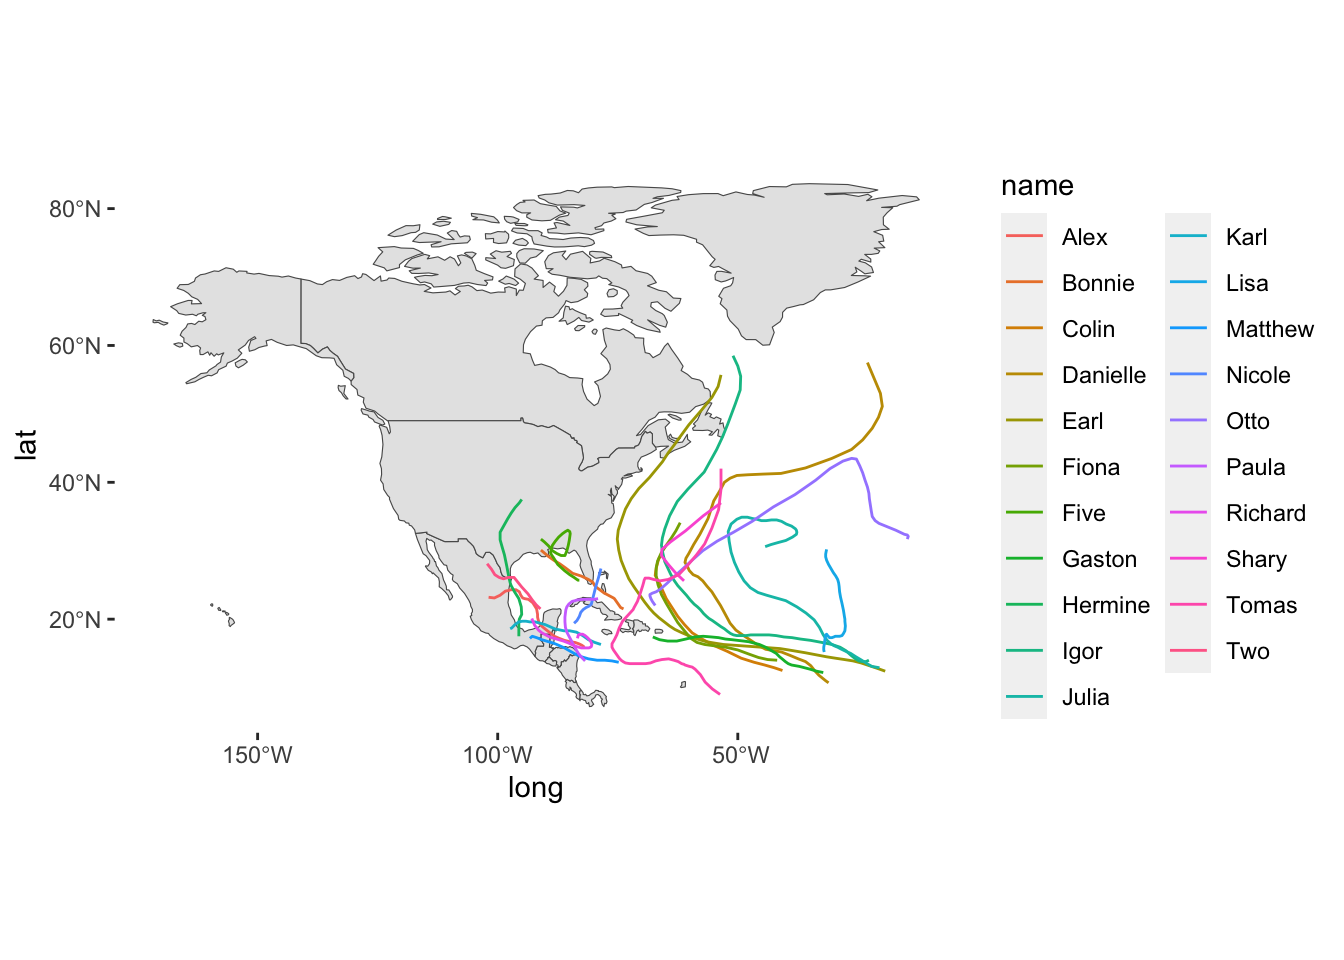 80°N
60°N
40°N
20°N
lat
150°W
100°W
50°W
long
name
Alex
Bonnie
Colin
Danielle
Earl
Fiona
Five
Gaston
Hermine
Igor
Julia
Karl
Lisa
Matthew
Nicole
Otto
Paula
Richard
Shary
Tomas
Two